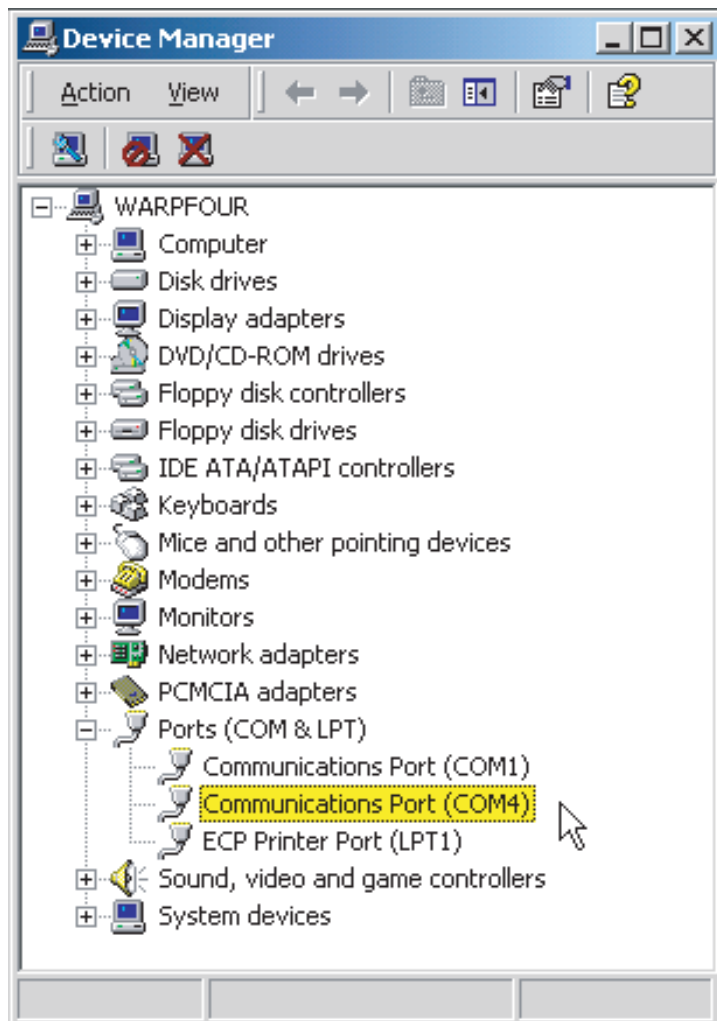 Device Manager
Action View
WARPFOUR
Computer
Disk drives
Display adapters
DVD/CD-ROM drives
Floppy disk controllers
Floppy disk drives
IDE ATA/ATAPI controllers
Keyboards
Mice and other pointing devices
Modems
Monitors
Network adapters
PCMCIA adapters
Ports (COM & LPT)
Communications Port (COM1)
Communications Port (COM4)
ECP Printer Port (LPT1)
Sound, video and game controllers
System devices